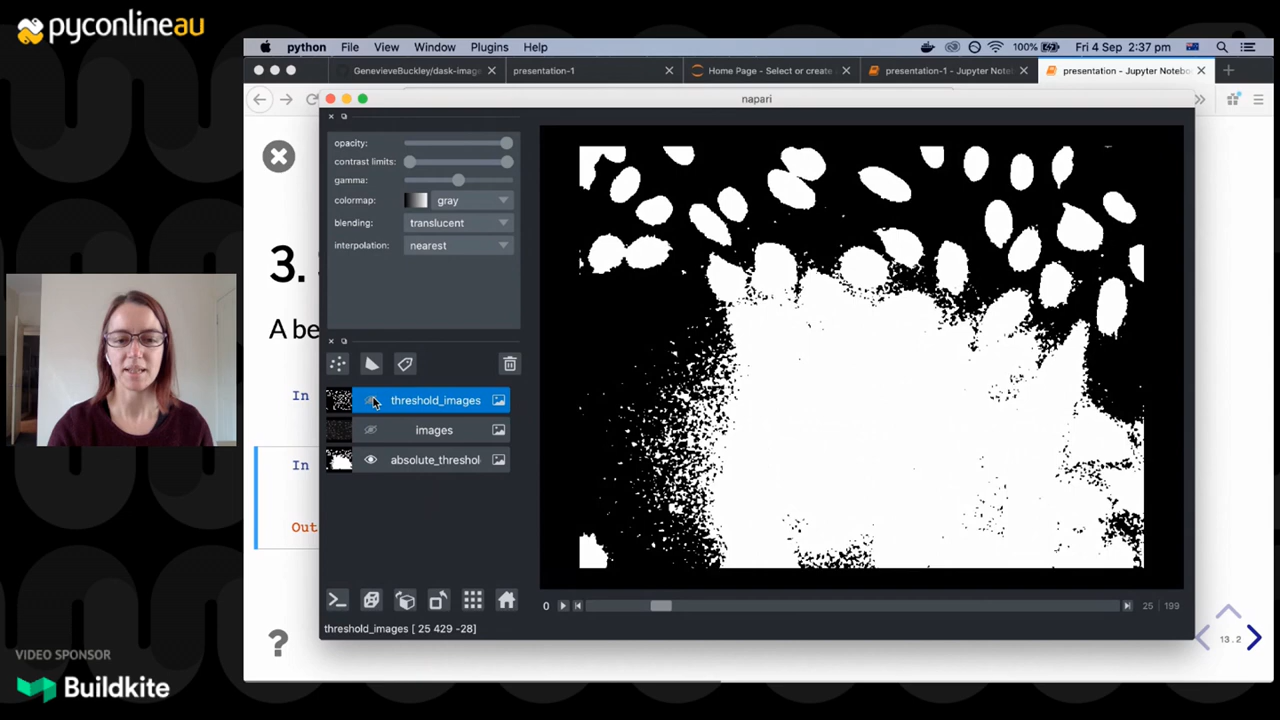 pyconlineau
python File View Window Plugins Help
100% Fri 4 Sep 2:37 pm
GenevieveBuckley/dask-imag
presentation-1
Home Page - Select or create
presentation-1 - Jupyter Noteb
presentation - Jupyter Notebo
napari
opacity:
contrast limits:
gamma:
colormap: gray
blending: translucent
interpolation: nearest
3.
A be
In
In
Out
threshold_images
images
absolute_threshol
0
25 199
threshold_images [ 25 429 -28]
?
13.2
VIDEO SPONSOR
Buildkite